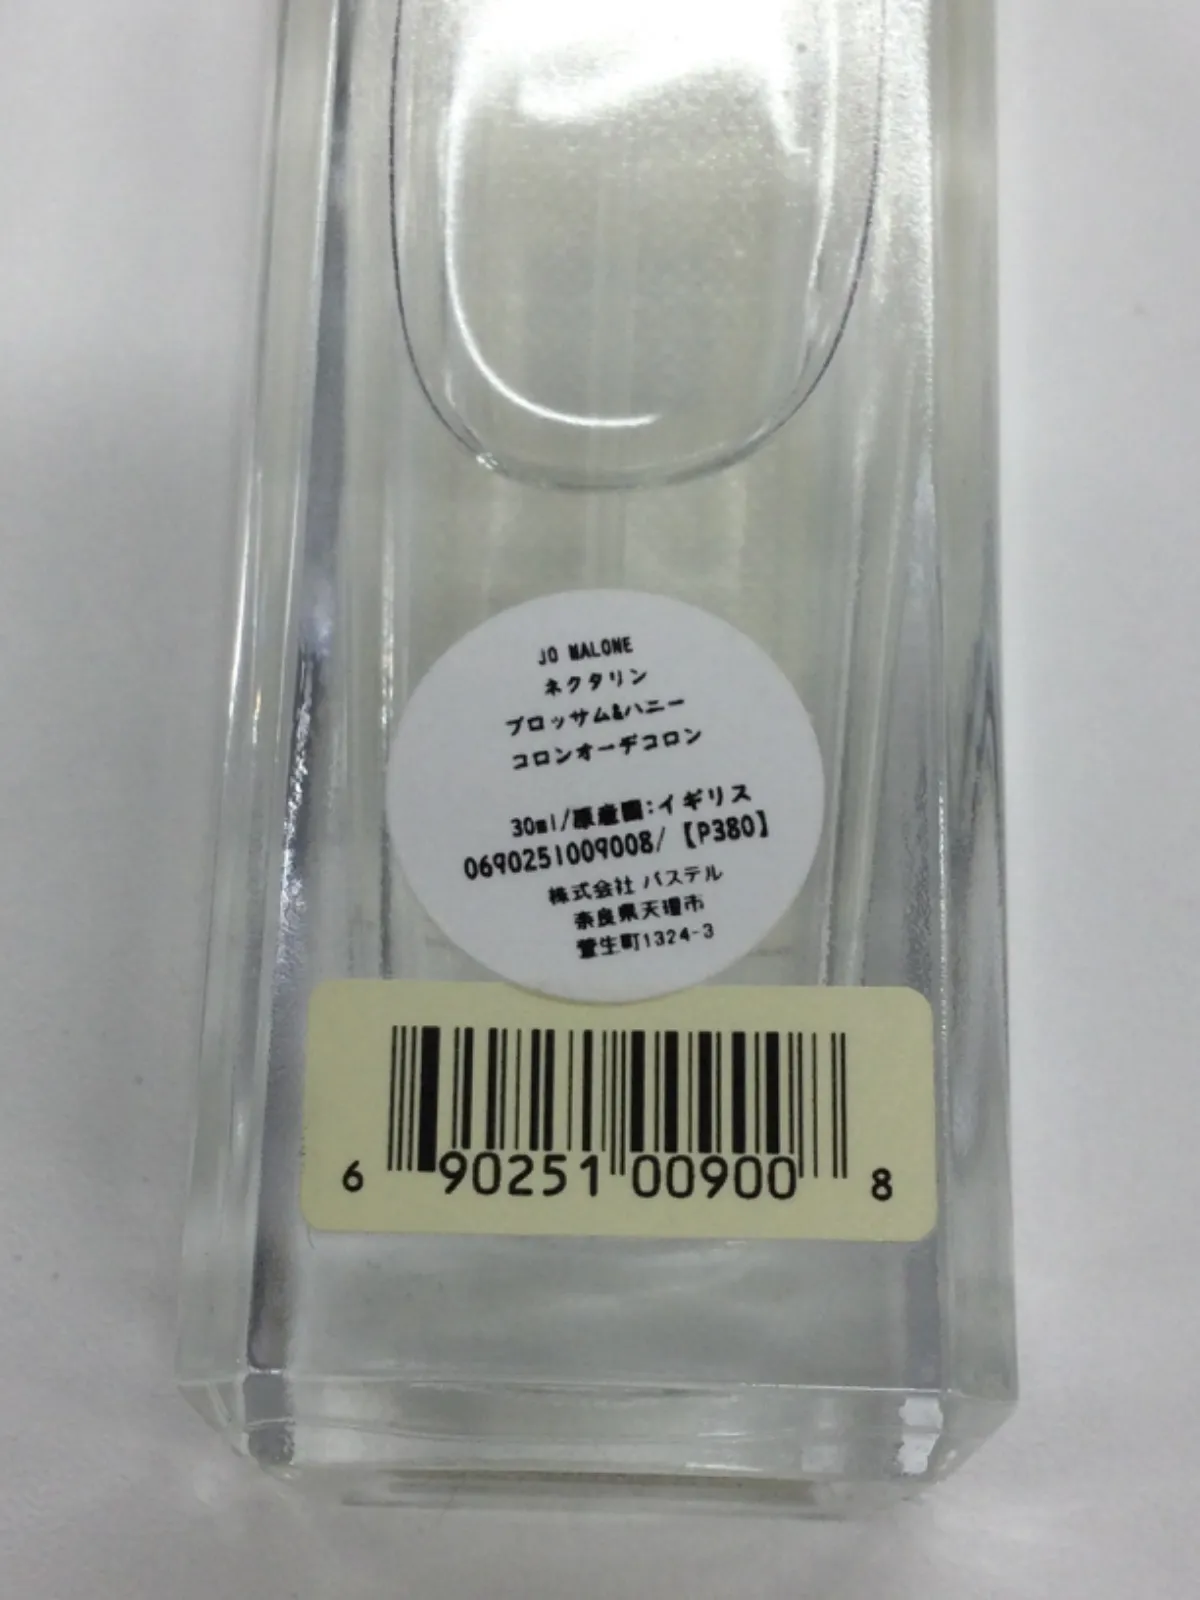 JO MALONE
ネクタリン
ブロッサム&ハニー
コロンオーデコロン
30ml/原産国:イギリス
0690251009008/【P380】
株式会社 パステル
奈良県天理市
萱生町1324-3
6 90251 00900 8